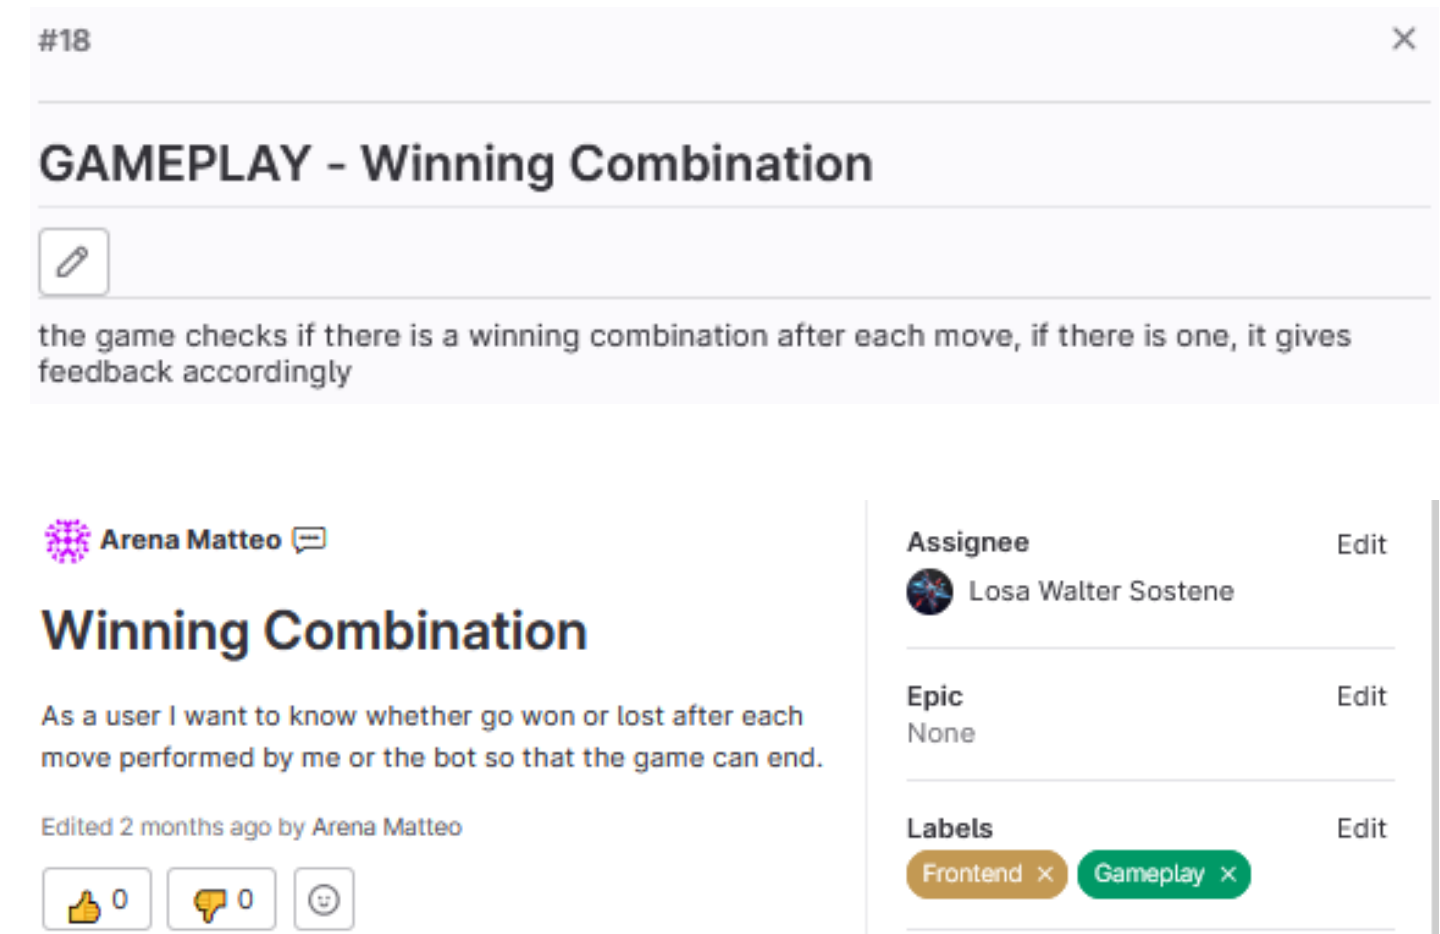 #18
GAMEPLAY - Winning Combination
the game checks if there is a winning combination after each move, if there is one, it gives
feedback accordingly
Arena Matteo
Winning Combination
As a user I want to know whether go won or lost after each
move performed by me or the bot so that the game can end.
Edited 2 months ago by Arena Matteo
0
0
Assignee Edit
Losa Walter Sostene
Epic Edit
None
Labels Edit
Frontend × Gameplay ×